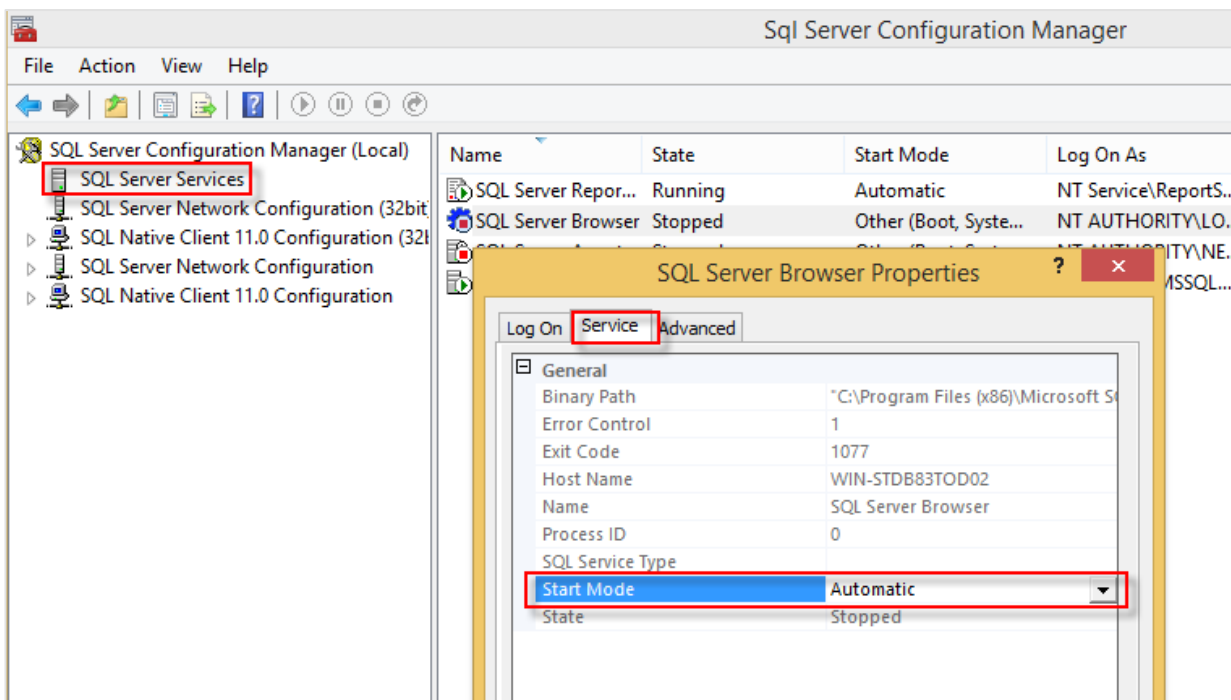 Sql Server Configuration Manager
File Action View Help
SQL Server Configuration Manager (Local)
SQL Server Services
SQL Server Network Configuration (32bit
SQL Native Client 11.0 Configuration (32
SQL Server Network Configuration
SQL Native Client 11.0 Configuration
Name State Start Mode Log On As
SQL Server Repor... Running Automatic NT Service\ReportS..
SQL Server Browser Stopped Other (Boot, Syste... NT AUTHORITY\LO.
ITY\NE.
MSSQL...
SQL Server Browser Properties ?
Log On Service Advanced
General
Binary Path "C:\Program Files (x86)\Microsoft S
Error Control 1
Exit Code 1077
Host Name WIN-STDB83TOD02
Name SQL Server Browser
Process ID 0
SQL Service Type
Start Mode Automatic
State Stopped